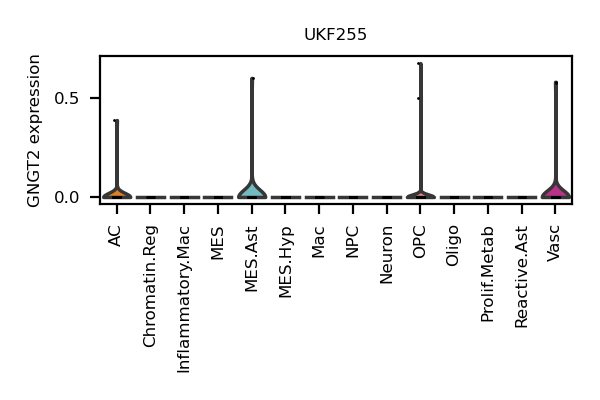 UKF255
GNGT2 expression
0.5
0.0
AC
Chromatin.Reg
Inflammatory.Mac
MES
MES.Ast
MES.Hyp
Mac
NPC
Neuron
OPC
Oligo
Prolif.Metab
Reactive.Ast
Vasc